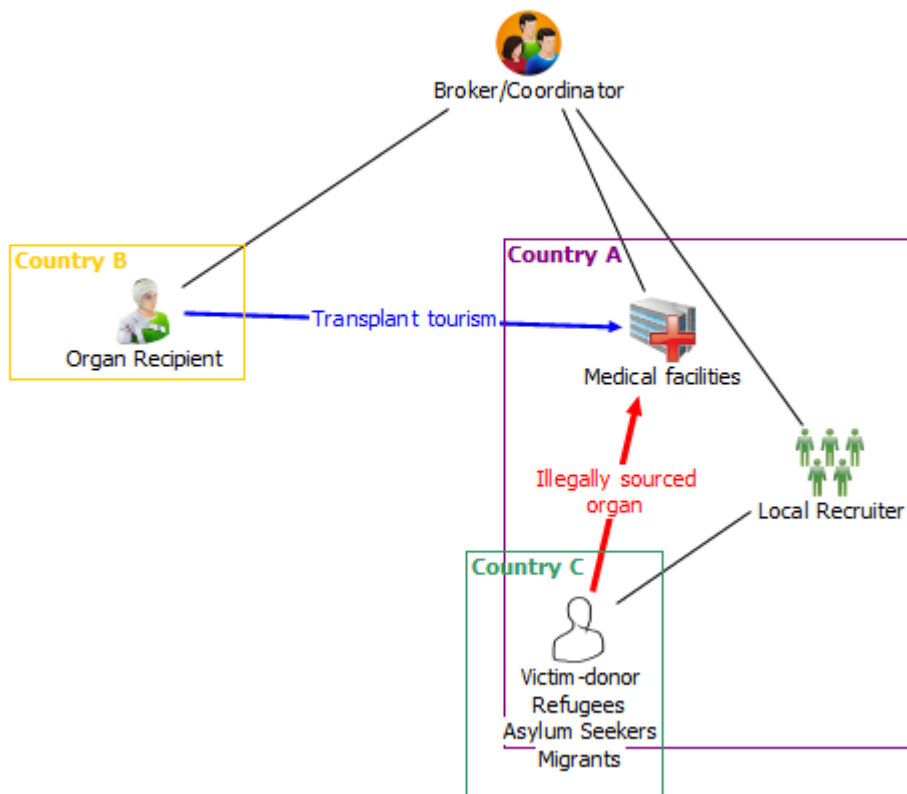 Broker/Coordinator
Country B
Country A
Transplant tourism
Organ Recipient
Medical facilities
Illegally sourced
organ
Local Recruiter
Country C
Victim-donor
Refugees
Asylum Seekers
Migrants